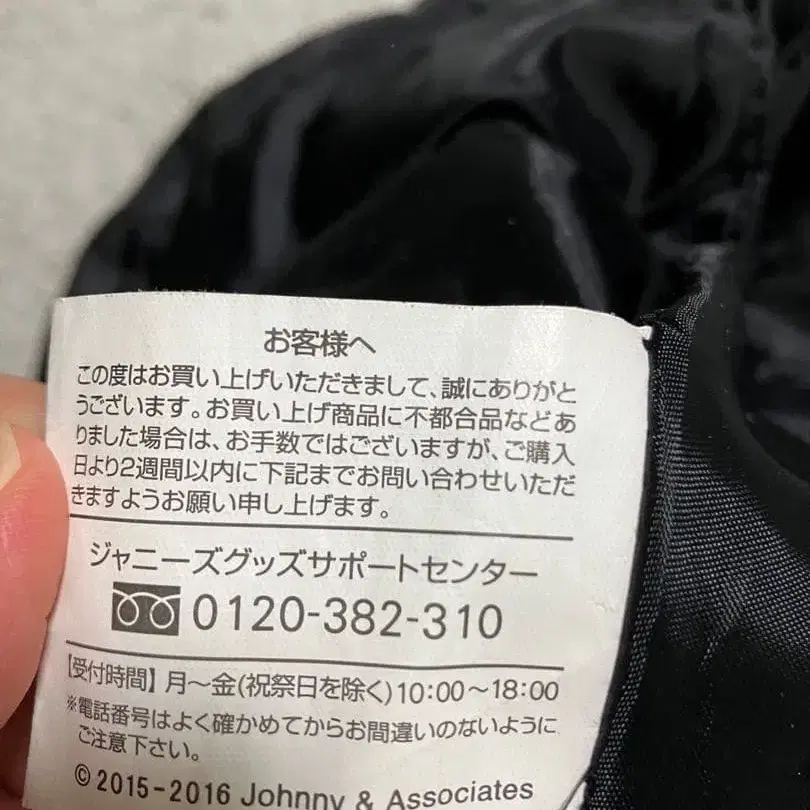 お客様へ
この度はお買い上げいただきまして、誠にありがと
うございます。お買い上げ商品に不都合品などあ
りました場合は、お手数ではございますが、ご購入
日より2週間以内に下記までお問い合わせいただ
きますようお願い申し上げます。
ジャニーズグッズサポートセンター
0120-382-310
【受付時間】月～金(祝祭日を除く)10:00～18:00
※電話番号はよく確かめてからお間違いのないように
ご注意下さい。
© 2015-2016 Johnny & Associates